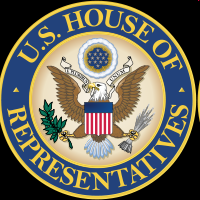 U.S. HOUSE OF
REPRESENTATIVES